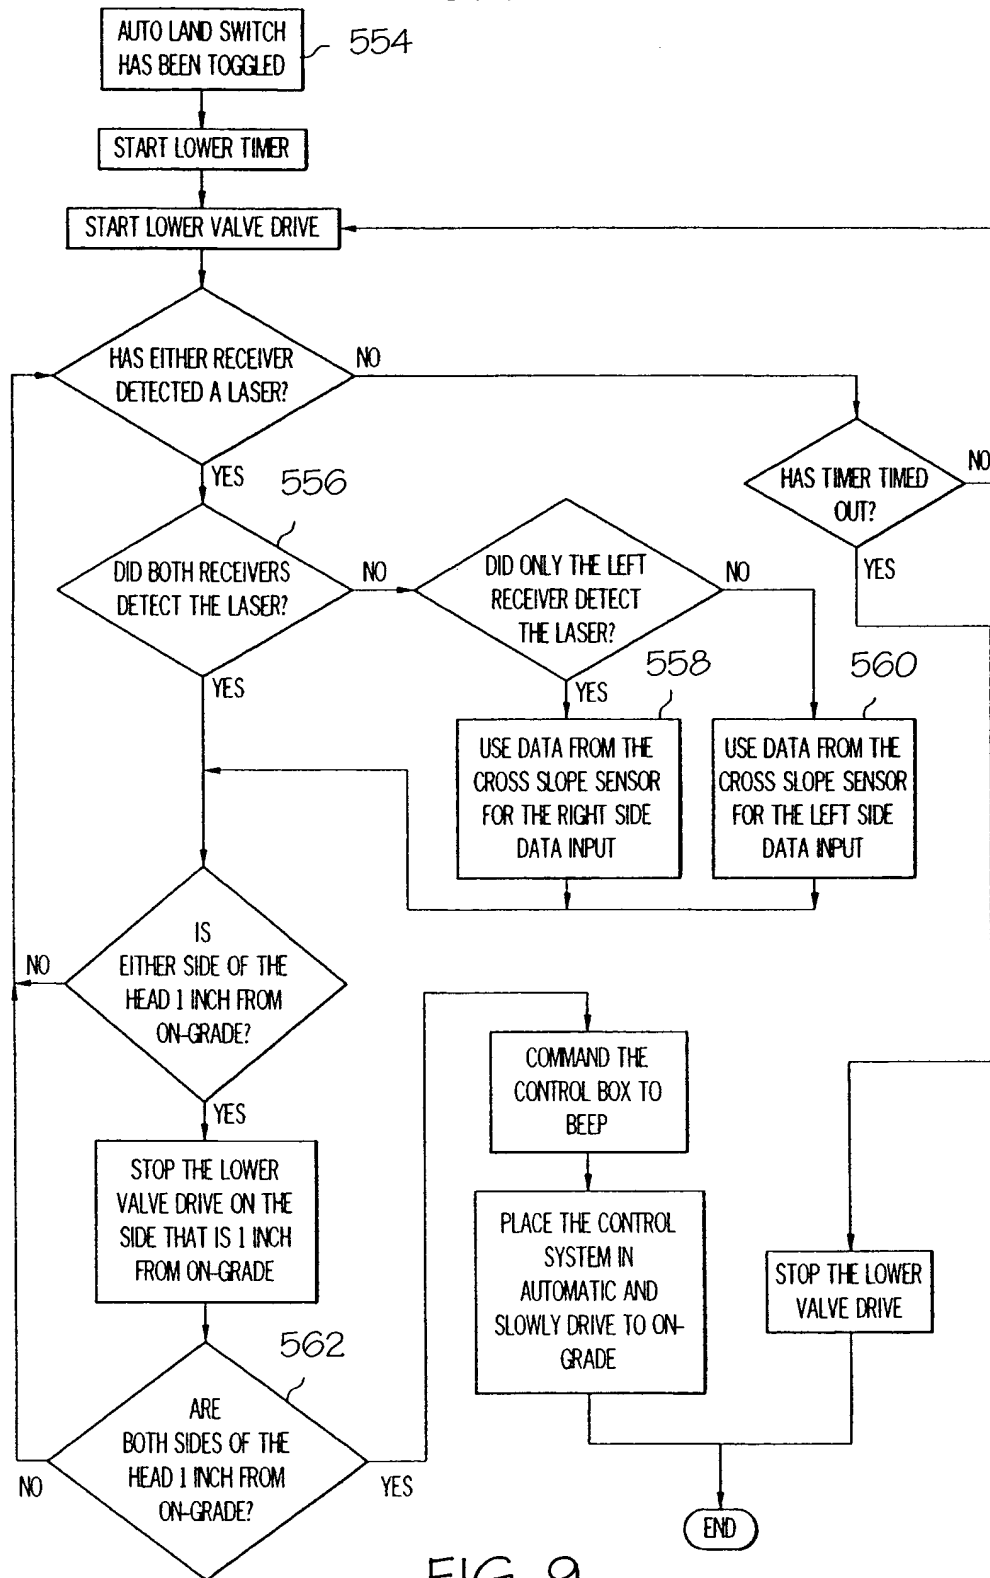 AUTO LAND SWITCH
HAS BEEN TOGGLED
554
START LOWER TIMER
START LOWER VALVE DRIVE
HAS EITHER RECEIVER
DETECTED A LASER?
NO
YES
HAS TIMER TIMED
OUT?
NO
YES
556
DID BOTH RECEIVERS
DETECT THE LASER?
NO
YES
DID ONLY THE LEFT
RECEIVER DETECT
THE LASER?
NO
YES
558
USE DATA FROM THE
CROSS SLOPE SENSOR
FOR THE RIGHT SIDE
DATA INPUT
560
USE DATA FROM THE
CROSS SLOPE SENSOR
FOR THE LEFT SIDE
DATA INPUT
IS
EITHER SIDE OF THE
HEAD 1 INCH FROM
ON-GRADE?
NO
YES
STOP THE LOWER
VALVE DRIVE ON THE
SIDE THAT IS 1 INCH
FROM ON-GRADE
562
ARE
BOTH SIDES OF THE
HEAD 1 INCH FROM
ON-GRADE?
NO
YES
COMMAND THE
CONTROL BOX TO
BEEP
PLACE THE CONTROL
SYSTEM IN
AUTOMATIC AND
SLOWLY DRIVE TO ON-
GRADE
STOP THE LOWER
VALVE DRIVE
END
FIG. 9